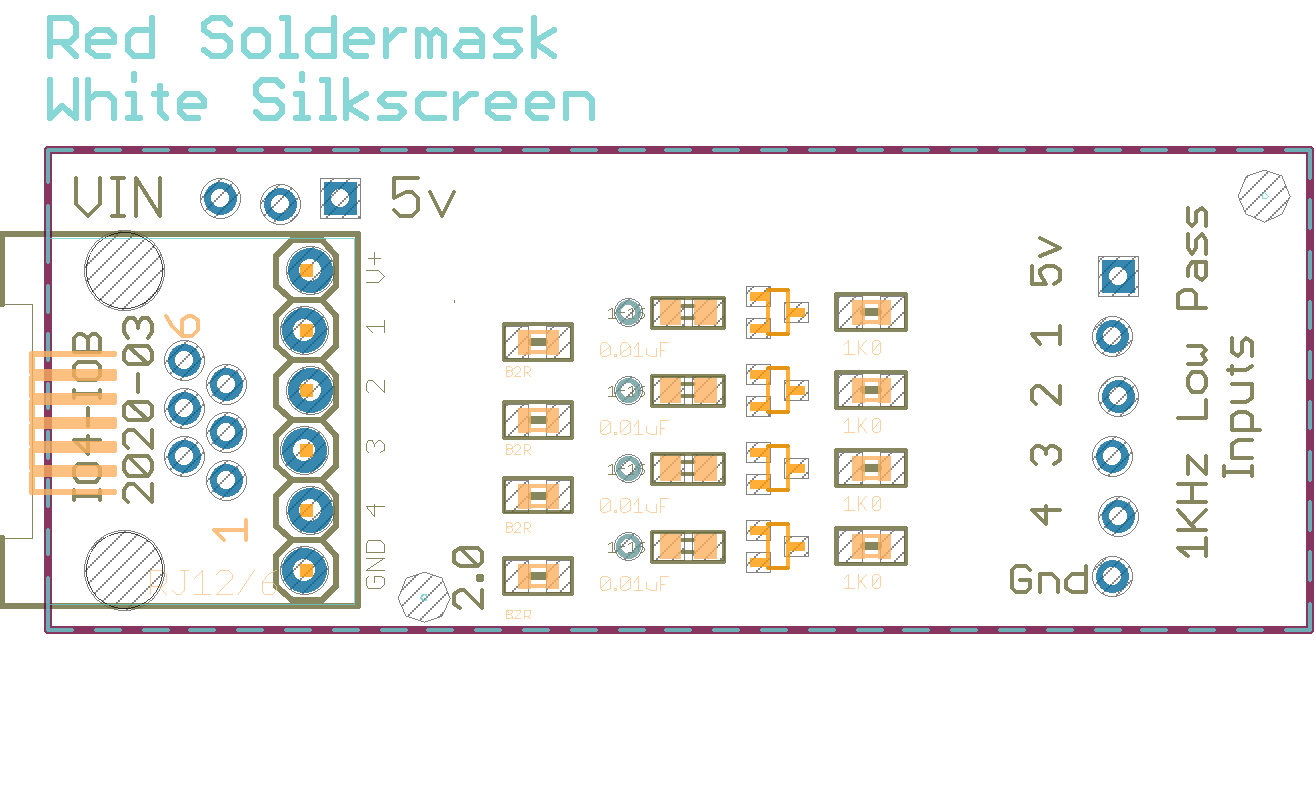 Red Soldermask
White Silkscreen
VIN
5v
V+
1
2
3
4
GND
6
IO4-IOB
2020-03
1
RJ12/6
2.0
B2R
B2R
B2R
B2R
0.01uF
0.01uF
0.01uF
0.01uF
1K0
1K0
1K0
1K0
5v
1
2
3
4
Gnd
1KHz Low Pass
Inputs